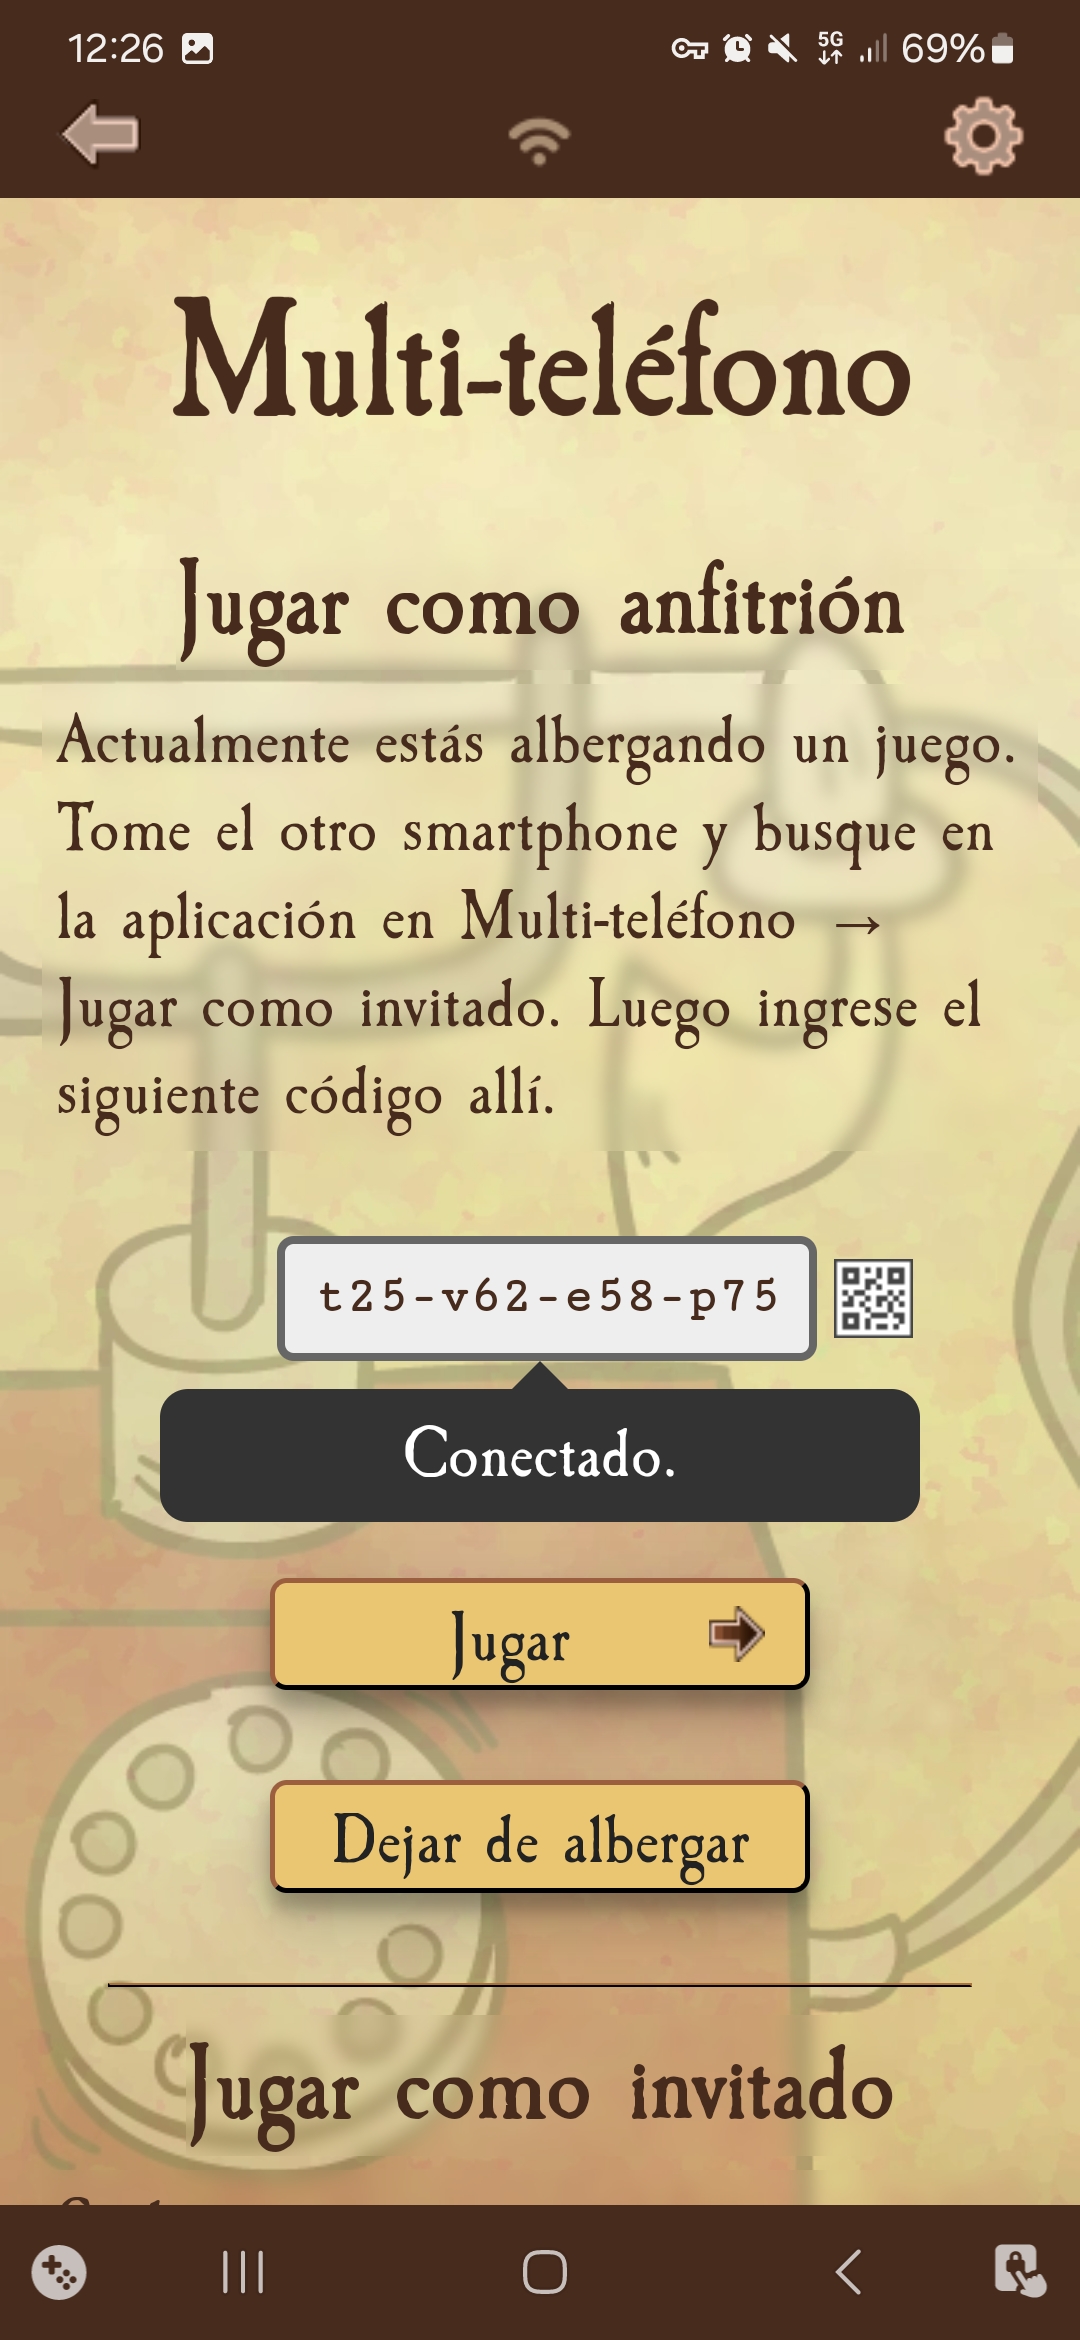 12:26
5G
69%
Multi-teléfono
Jugar como anfitrión
Actualmente estás albergando un juego.
Tome el otro smartphone y busque en
la aplicación en Multi-teléfono →
Jugar como invitado. Luego ingrese el
siguiente código allí.
t25-v62-e58-p75
Conectado.
Jugar
Dejar de albergar
Jugar como invitado